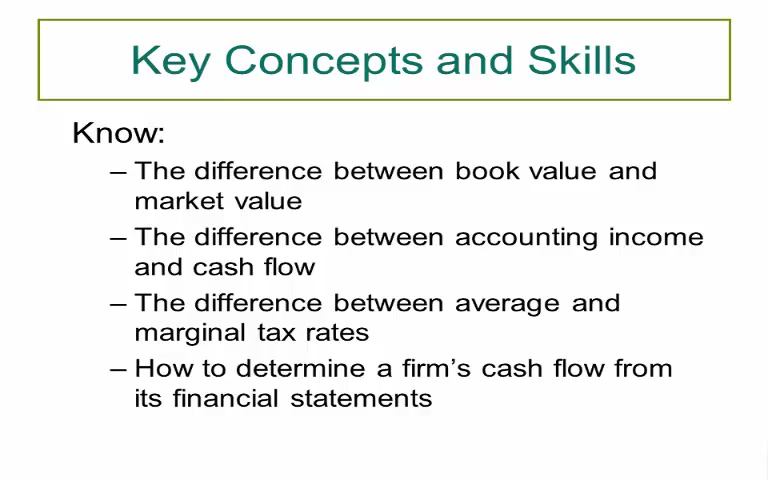 Key Concepts and Skills
Know:
– The difference between book value and
market value
– The difference between accounting income
and cash flow
– The difference between average and
marginal tax rates
– How to determine a firm’s cash flow from
its financial statements